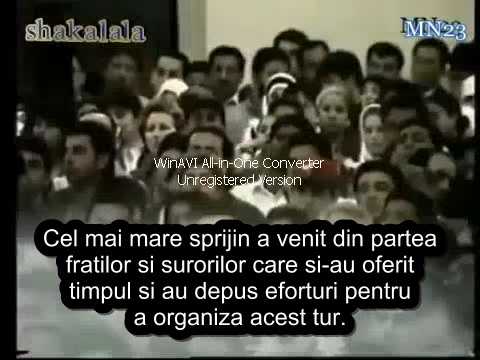 shakalala
MN23
WinAVI All-in-One Converter
Unregistered Version
Cel mai mare sprijin a venit din partea
fratilor si surorilor care si-au oferit
timpul si au depus eforturi pentru
a organiza acest tur.